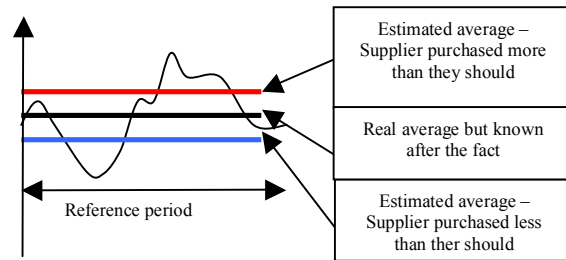 Estimated average –
Supplier purchased more
than they should
Real average but known
after the fact
Estimated average –
Supplier purchased less
than ther should
Reference period